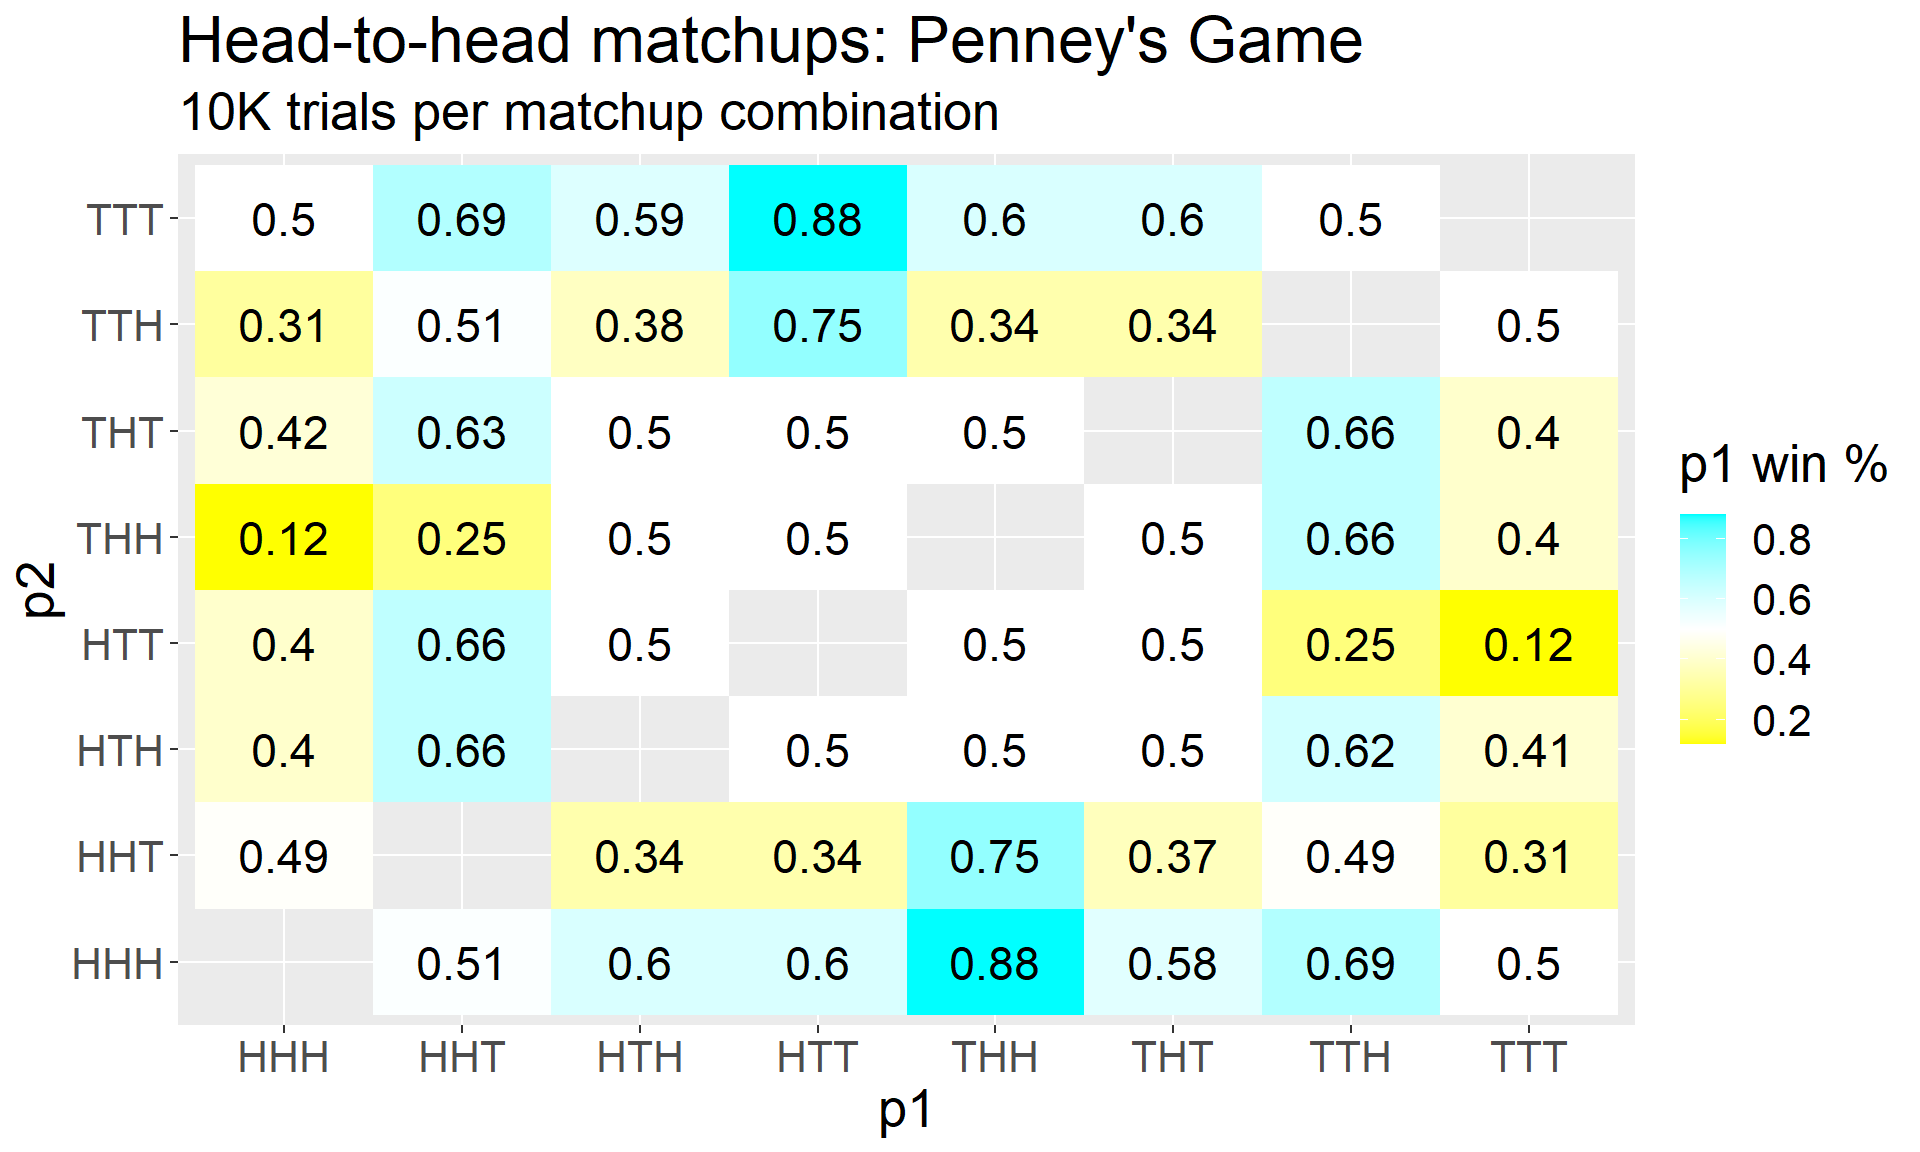 Head-to-head matchups: Penney's Game
10K trials per matchup combination
TTT 0.5 0.69 0.59 0.88 0.6 0.6 0.5
TTH 0.31 0.51 0.38 0.75 0.34 0.34 0.5
THT 0.42 0.63 0.5 0.5 0.5 0.66 0.4
THH 0.12 0.25 0.5 0.5 0.5 0.66 0.4
HTT 0.4 0.66 0.5 0.5 0.5 0.25 0.12
HTH 0.4 0.66 0.5 0.5 0.5 0.62 0.41
HHT 0.49 0.34 0.34 0.75 0.37 0.49 0.31
HHH 0.51 0.6 0.6 0.88 0.58 0.69 0.5
HHH HHT HTH HTT THH THT TTH TTT
p1
p2
p1 win %
0.8
0.6
0.4
0.2